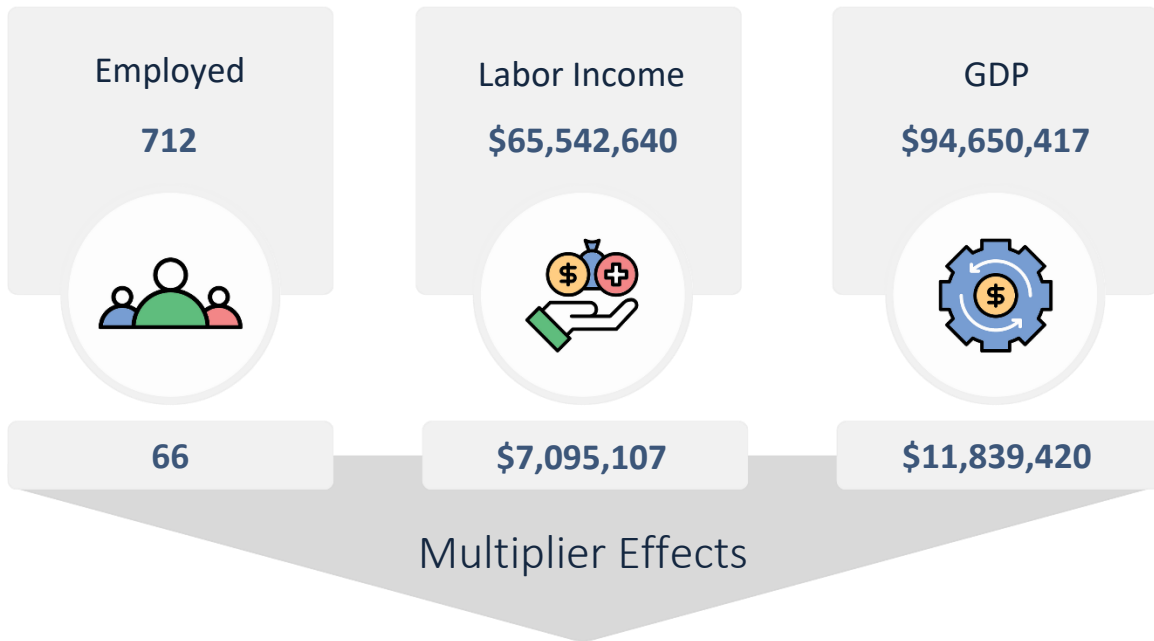 Employed
712
Labor Income
$65,542,640
GDP
$94,650,417
$
$
66
$7,095,107
$11,839,420
Multiplier Effects